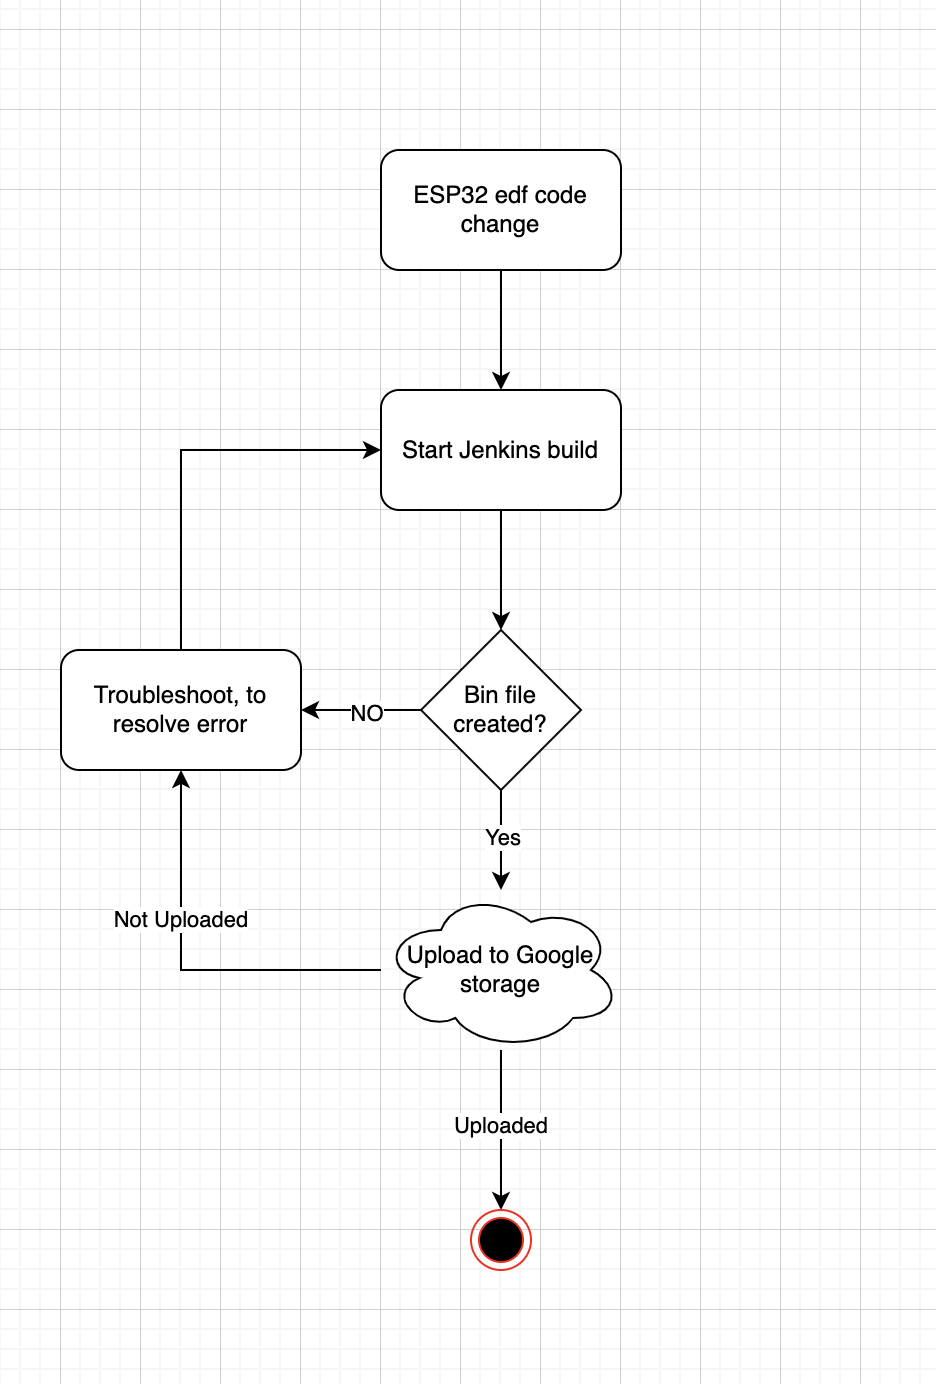 ESP32 edf code
change
Start Jenkins build
Troubleshoot, to
resolve error
NO
Bin file
created?
Yes
Not Uploaded
Upload to Google
storage
Uploaded